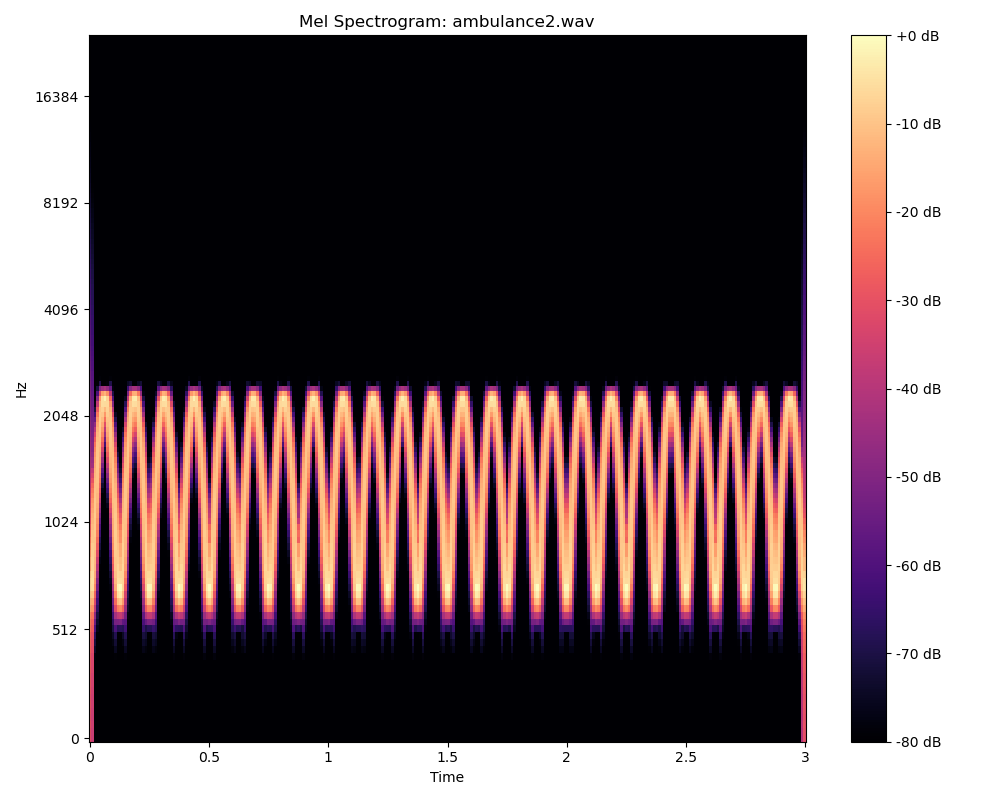 Mel Spectrogram: ambulance2.wav
Hz
16384
8192
4096
2048
1024
512
0
0 0.5 1 1.5 2 2.5 3
Time
+0 dB
-10 dB
-20 dB
-30 dB
-40 dB
-50 dB
-60 dB
-70 dB
-80 dB